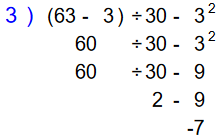 3 ) (63 - 3) ÷30 - 3²
60 ÷30 - 3²
60 ÷30 - 9
2 - 9
-7